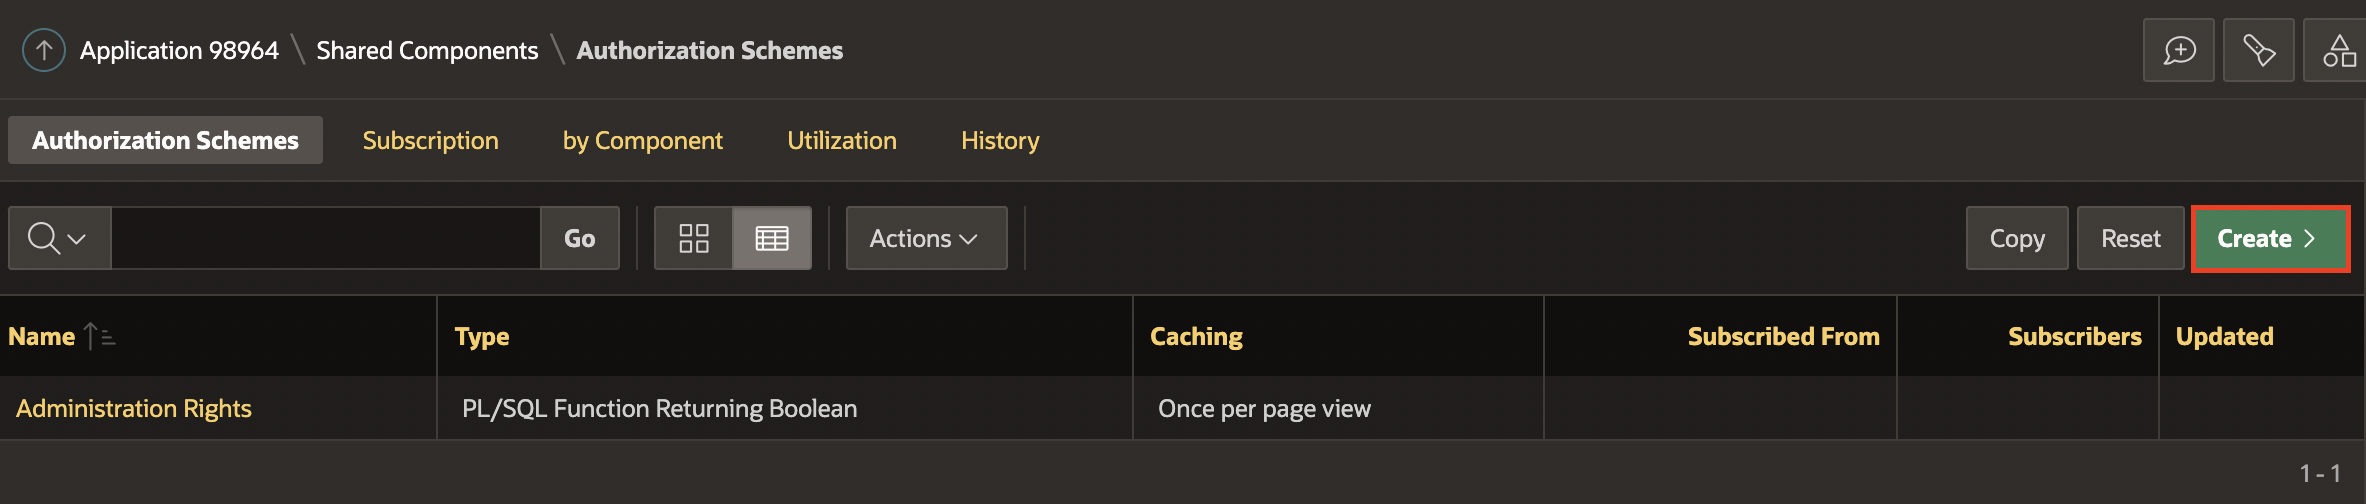 Application 98964 \ Shared Components \ Authorization Schemes
Authorization Schemes Subscription by Component Utilization History
Go Actions Copy Reset Create
Name Type Caching Subscribed From Subscribers Updated
Administration Rights PL/SQL Function Returning Boolean Once per page view
1 - 1